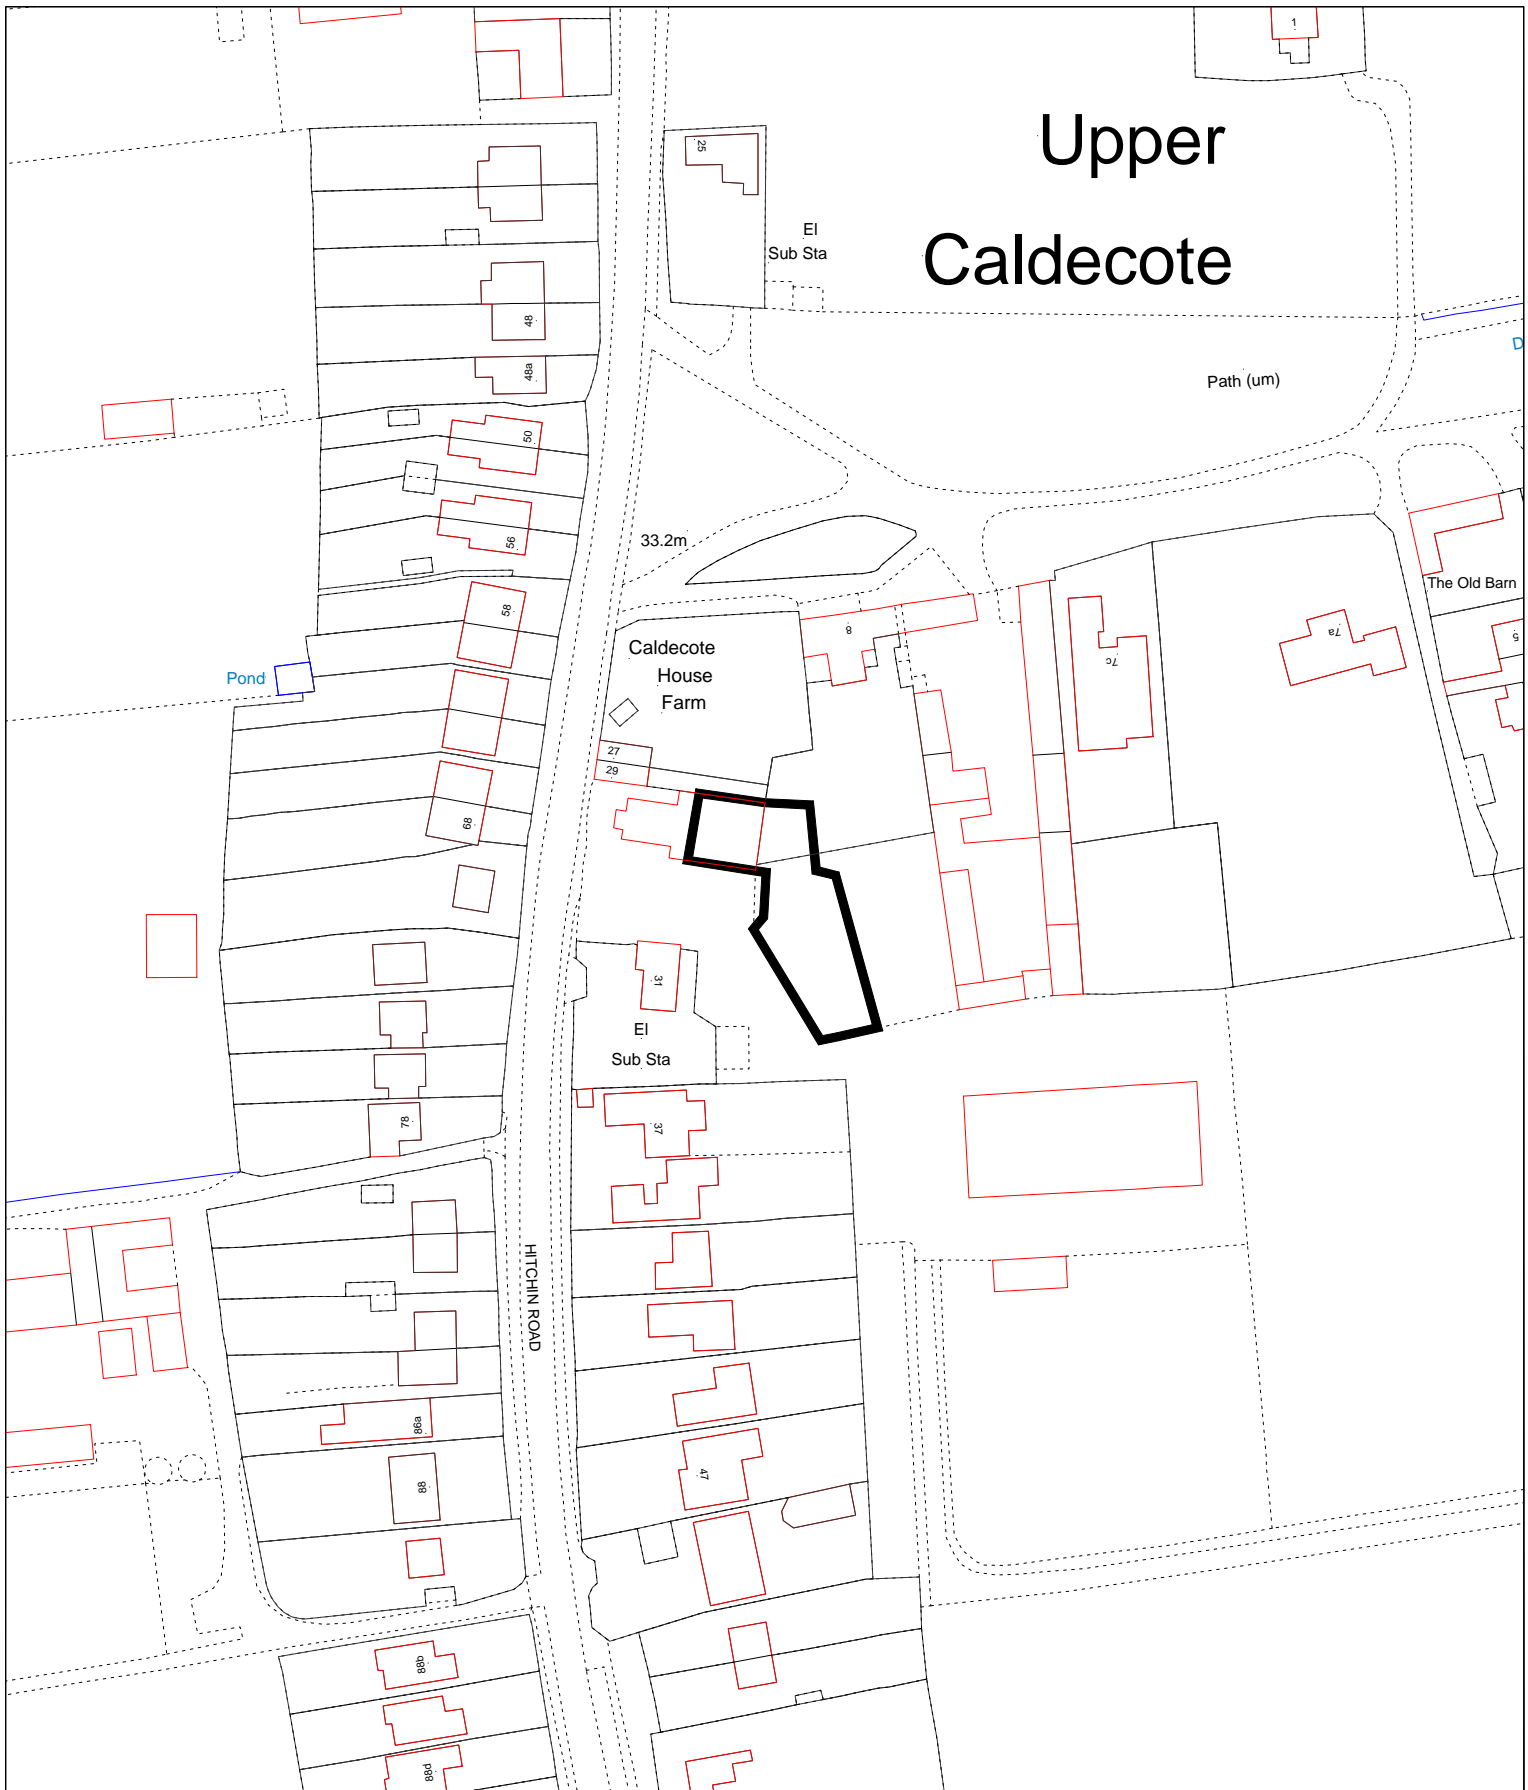 1
Upper
25
El
Sub Sta
Caldecote
48
D
48a
Path (um)
50
33.2m
56
The Old Barn
58
8
7a
5
Caldecote
House
Farm
7c
Pond
27
29
68
31
El
Sub Sta
78
37
HITCHIN ROAD
86a
47
88
88b
88d